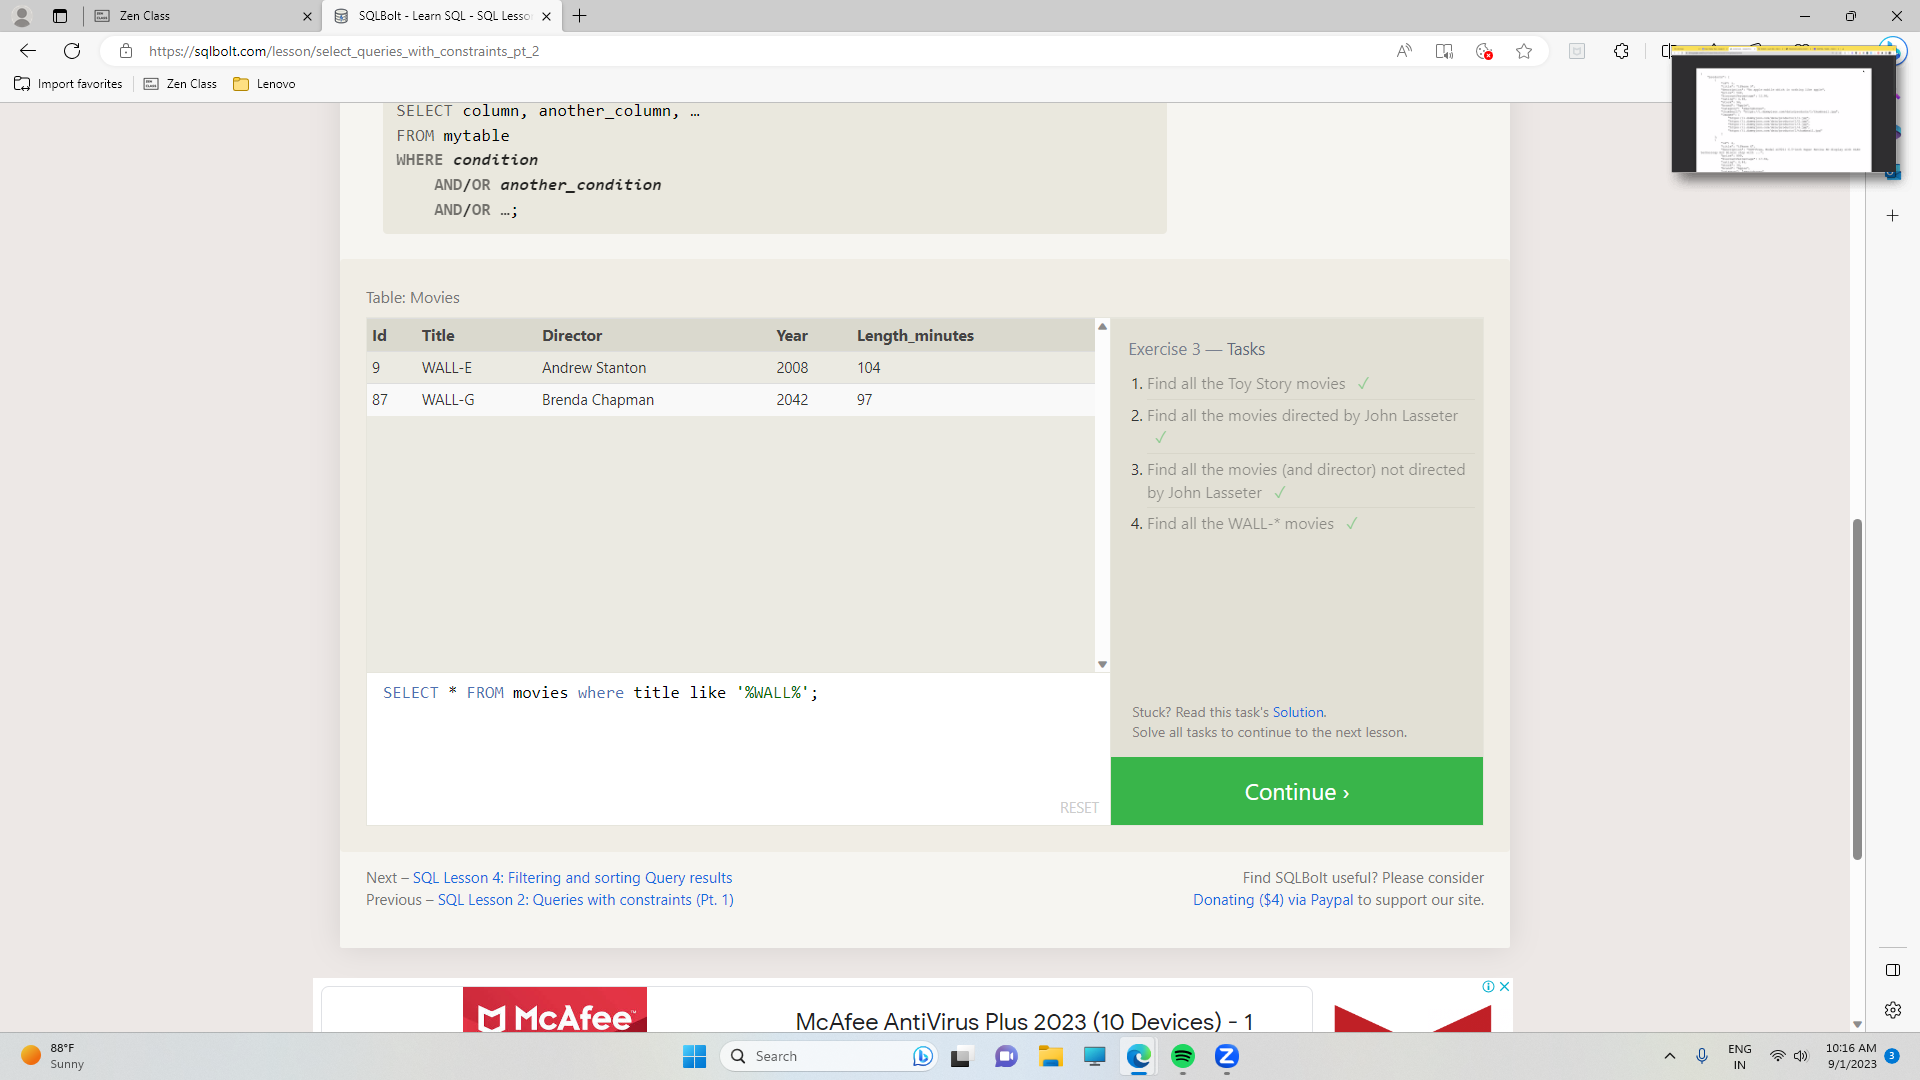 Zen Class
SQLBolt - Learn SQL - SQL Lesso
https://sqlbolt.com/lesson/select_queries_with_constraints_pt_2
Import favorites
Zen Class
Lenovo
SELECT column, another_column, …
FROM mytable
WHERE condition
AND/OR another_condition
AND/OR …;
Table: Movies
Id Title Director Year Length_minutes
9 WALL-E Andrew Stanton 2008 104
87 WALL-G Brenda Chapman 2042 97
SELECT * FROM movies where title like '%WALL%';
RESET
Exercise 3 — Tasks
1. Find all the Toy Story movies ✓
2. Find all the movies directed by John Lasseter
✓
3. Find all the movies (and director) not directed
by John Lasseter ✓
4. Find all the WALL-* movies ✓
Stuck? Read this task's Solution.
Solve all tasks to continue to the next lesson.
Continue ›
Next – SQL Lesson 4: Filtering and sorting Query results
Previous – SQL Lesson 2: Queries with constraints (Pt. 1)
Find SQLBolt useful? Please consider
Donating ($4) via Paypal to support our site.
McAfee™
McAfee AntiVirus Plus 2023 (10 Devices) - 1
88°F
Sunny
Search
ENG
IN
10:16 AM
9/1/2023
3